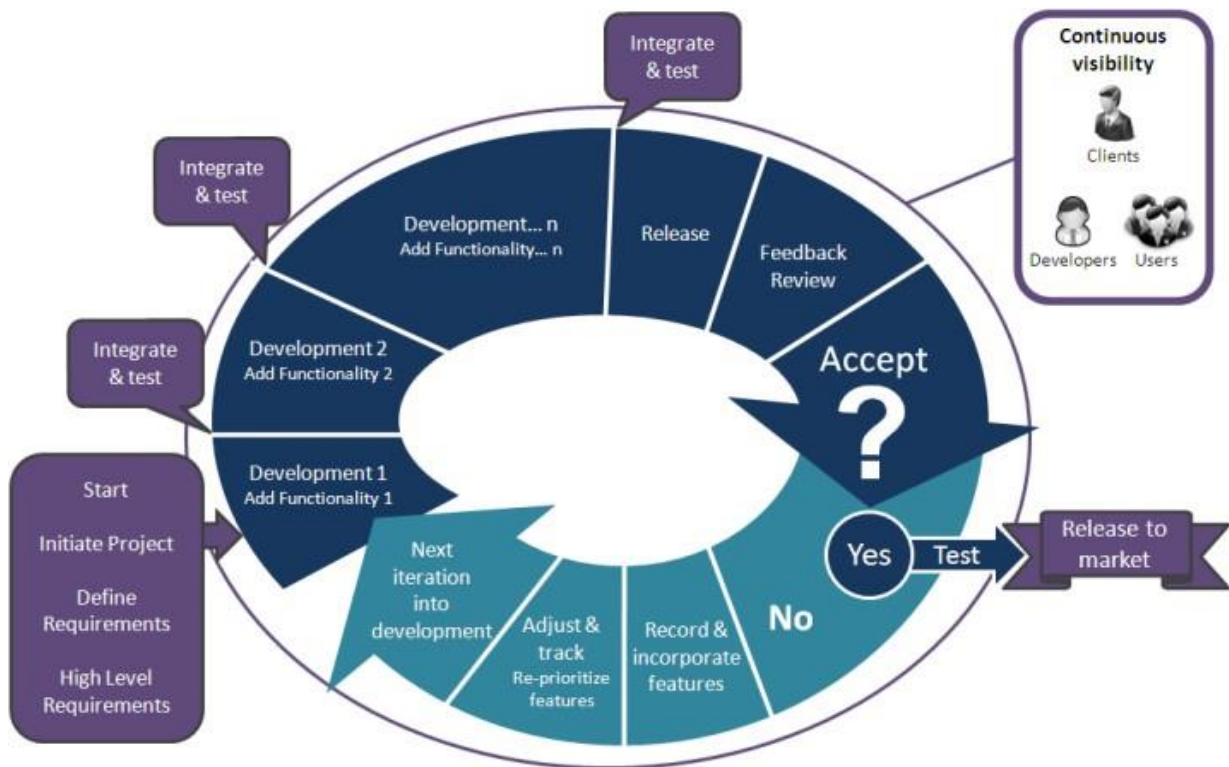 Start
Initiate Project
Define
Requirements
High Level
Requirements
Development 1
Add Functionality 1
Integrate
& test
Development 2
Add Functionality 2
Integrate
& test
Development... n
Add Functionality... n
Integrate
& test
Release
Feedback
Review
Accept
?
Yes
Test
Release to
market
No
Record &
incorporate
features
Adjust &
track
Re-prioritize
features
Next
iteration
into
development
Continuous
visibility
Clients
Developers
Users